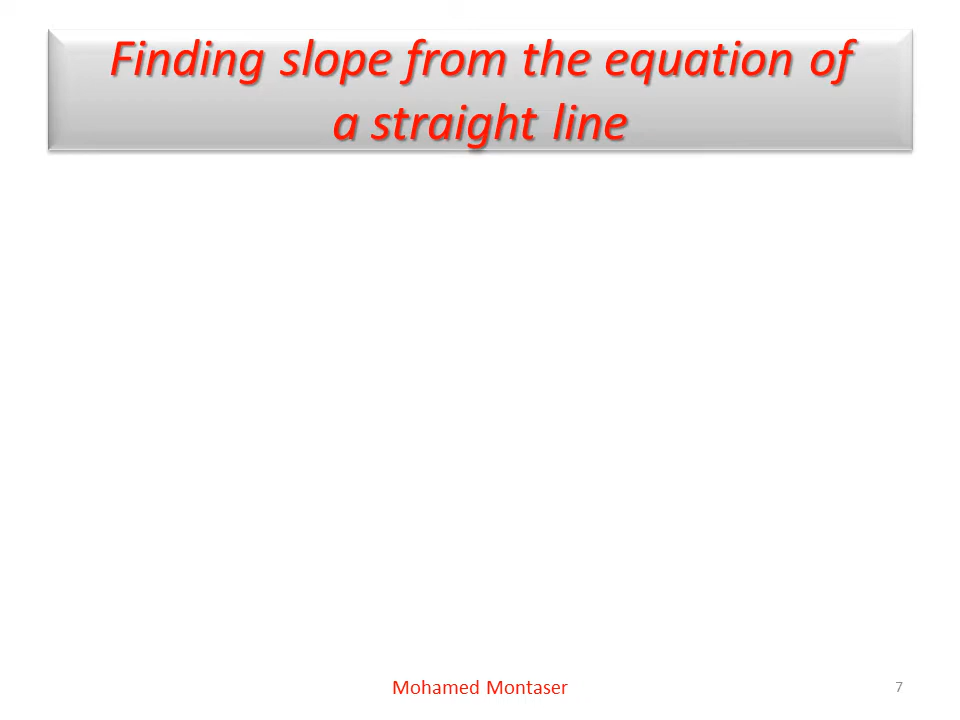 Finding slope from the equation of
a straight line
Mohamed Montaser
7